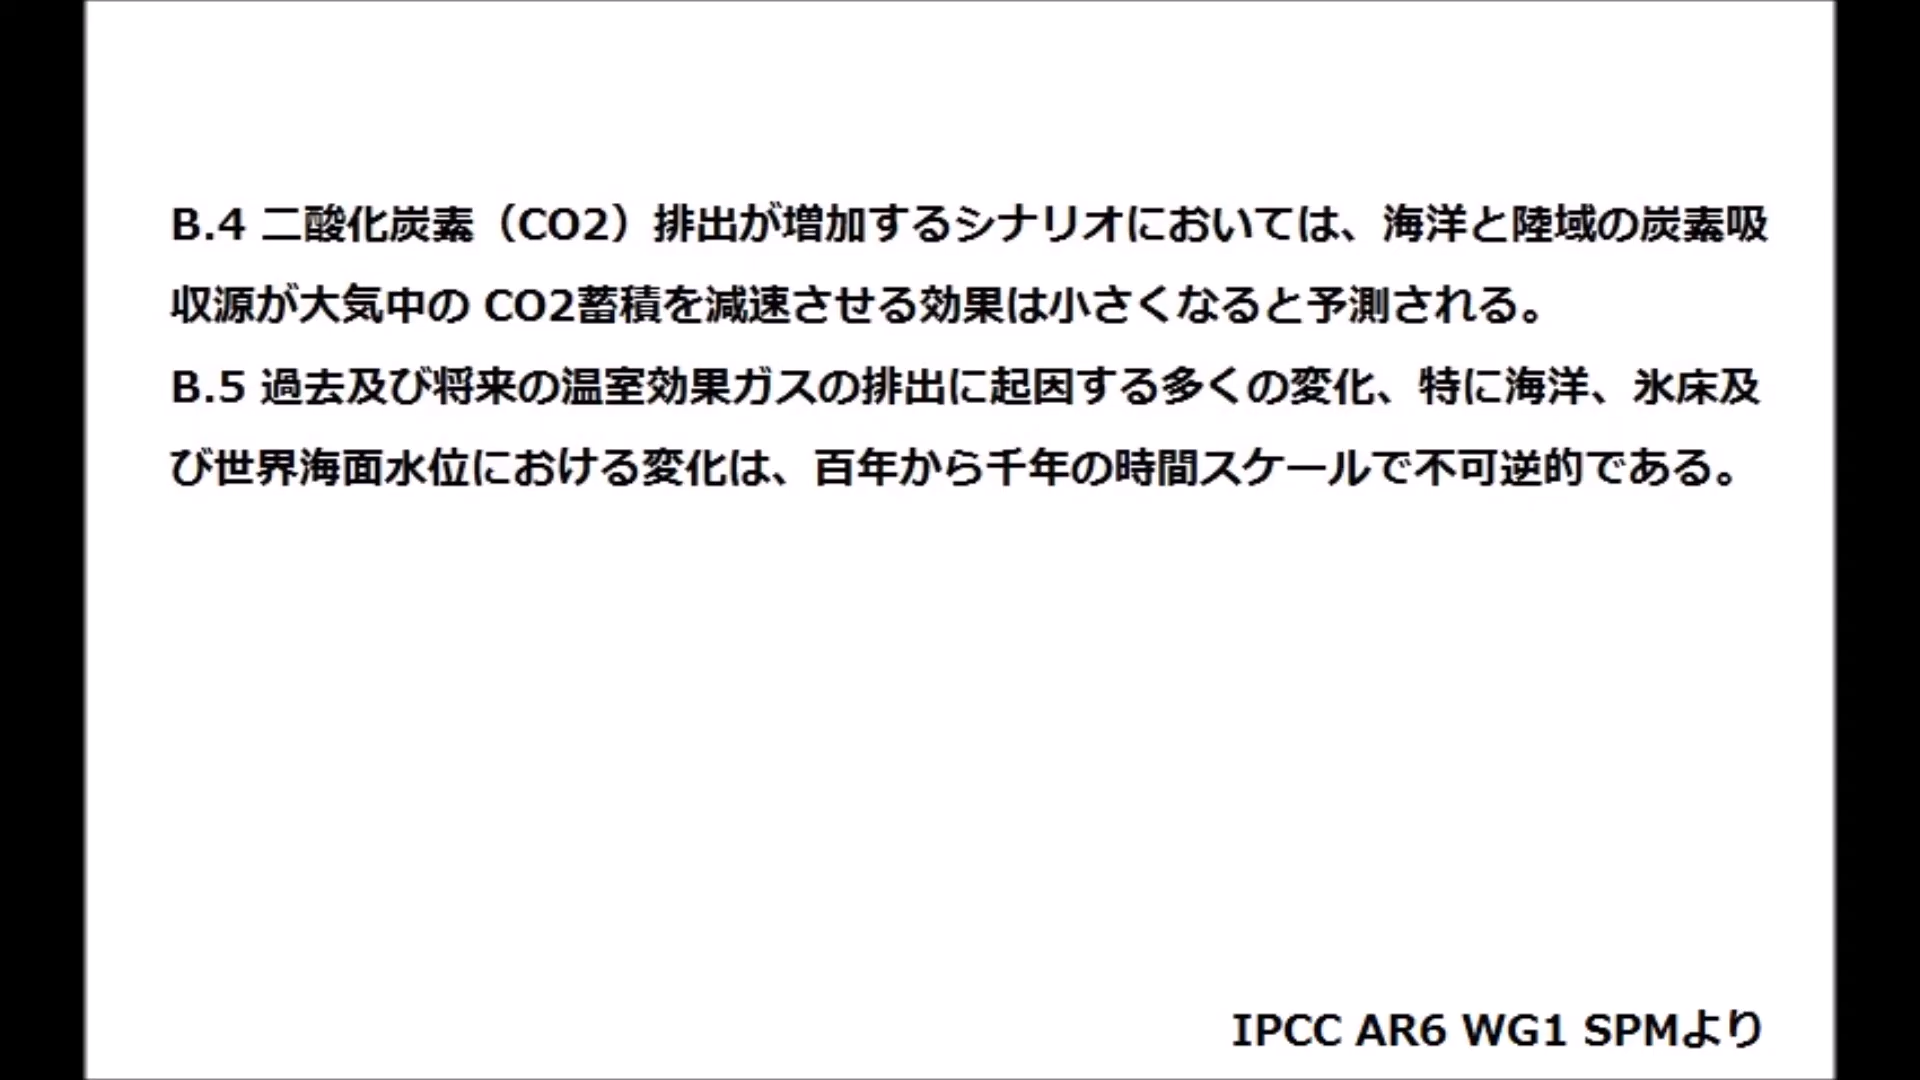 B.4 二酸化炭素（CO2）排出が増加するシナリオにおいては、海洋と陸域の炭素吸
収源が大気中の CO2蓄積を減速させる効果は小さくなると予測される。
B.5 過去及び将来の温室効果ガスの排出に起因する多くの変化、特に海洋、氷床及
び世界海面水位における変化は、百年から千年の時間スケールで不可逆的である。
IPCC AR6 WG1 SPMより